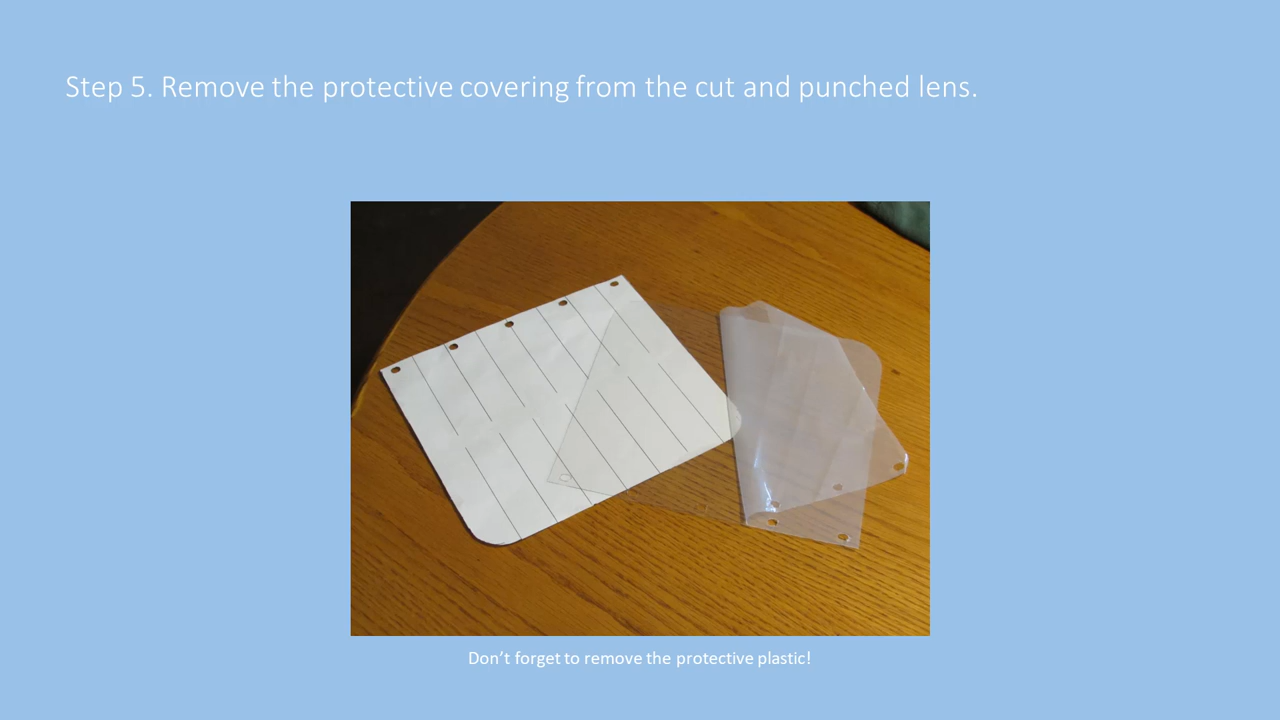 Step 5. Remove the protective covering from the cut and punched lens.
Don’t forget to remove the protective plastic!